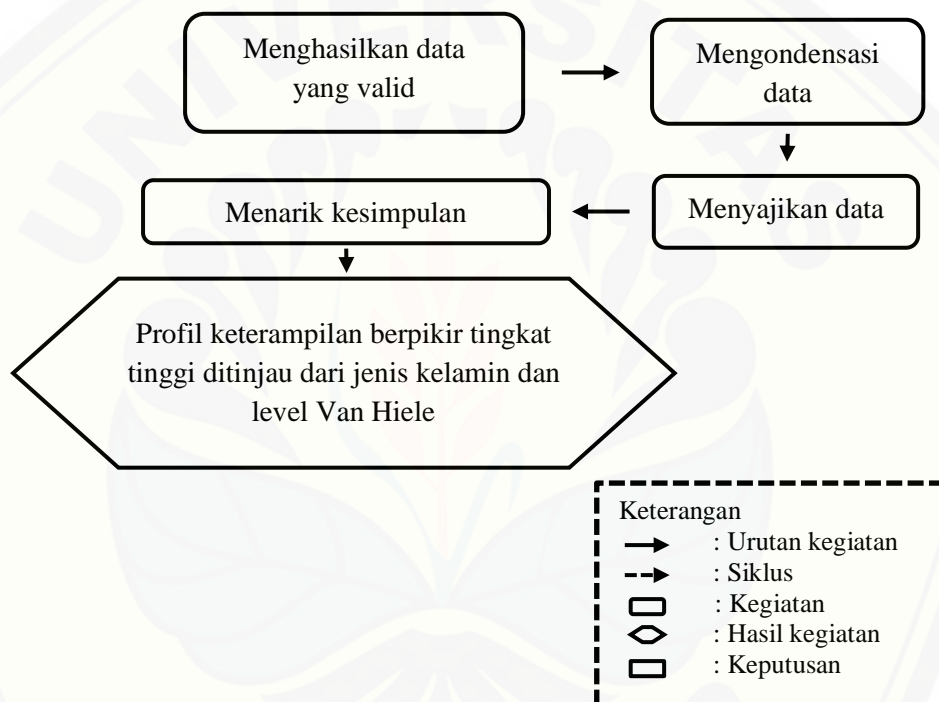 UNIVERSITAS
Menghasilkan data
yang valid
Mengondensasi
data
Menyajikan data
Menarik kesimpulan
Profil keterampilan berpikir tingkat
tinggi ditinjau dari jenis kelamin dan
level Van Hiele
Keterangan
: Urutan kegiatan
: Siklus
: Kegiatan
: Hasil kegiatan
: Keputusan